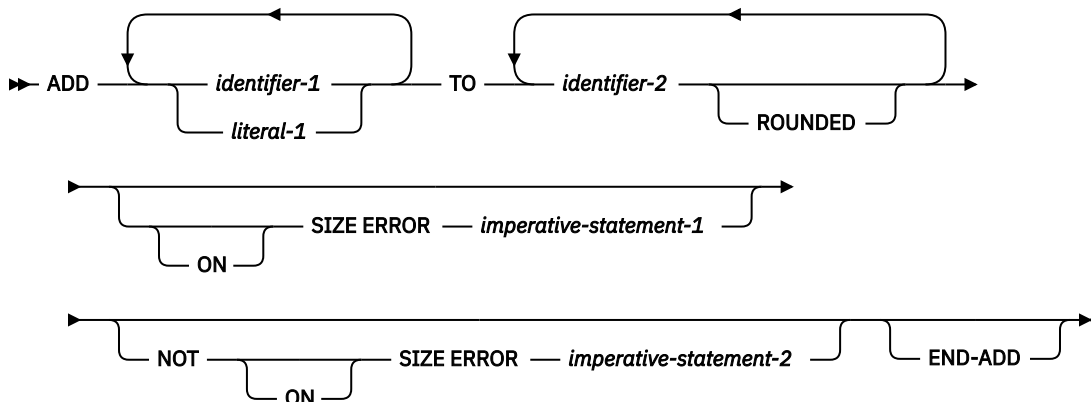 ADD identifier-1 TO identifier-2
literal-1 ROUNDED
SIZE ERROR imperative-statement-1
ON
NOT SIZE ERROR imperative-statement-2 END-ADD
ON